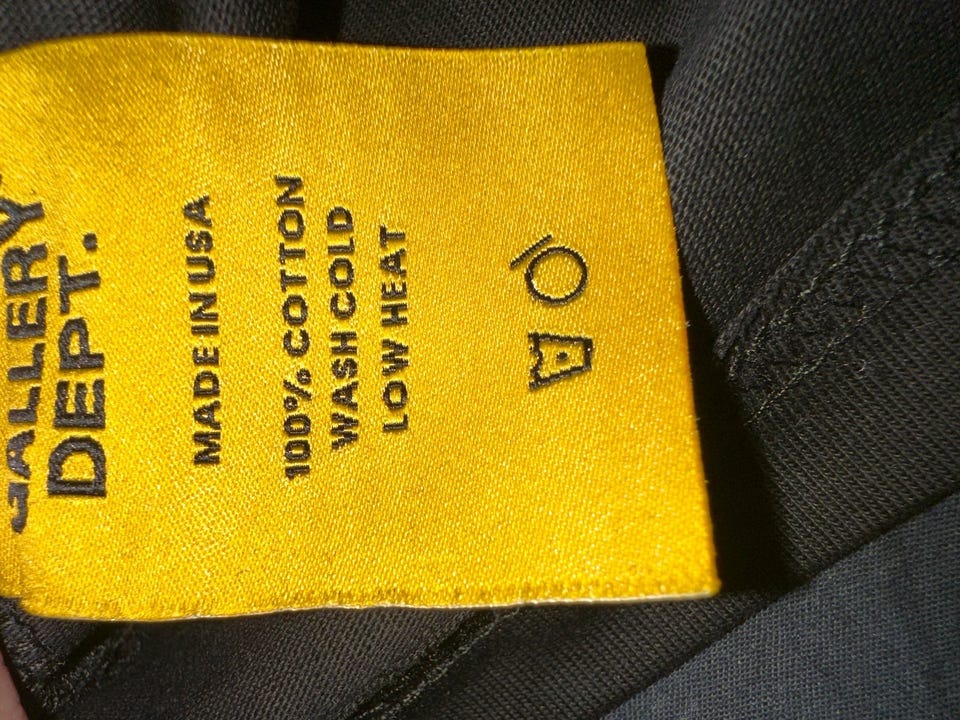 GALLERY
DEPT.
MADE IN USA
100% COTTON
WASH COLD
LOW HEAT